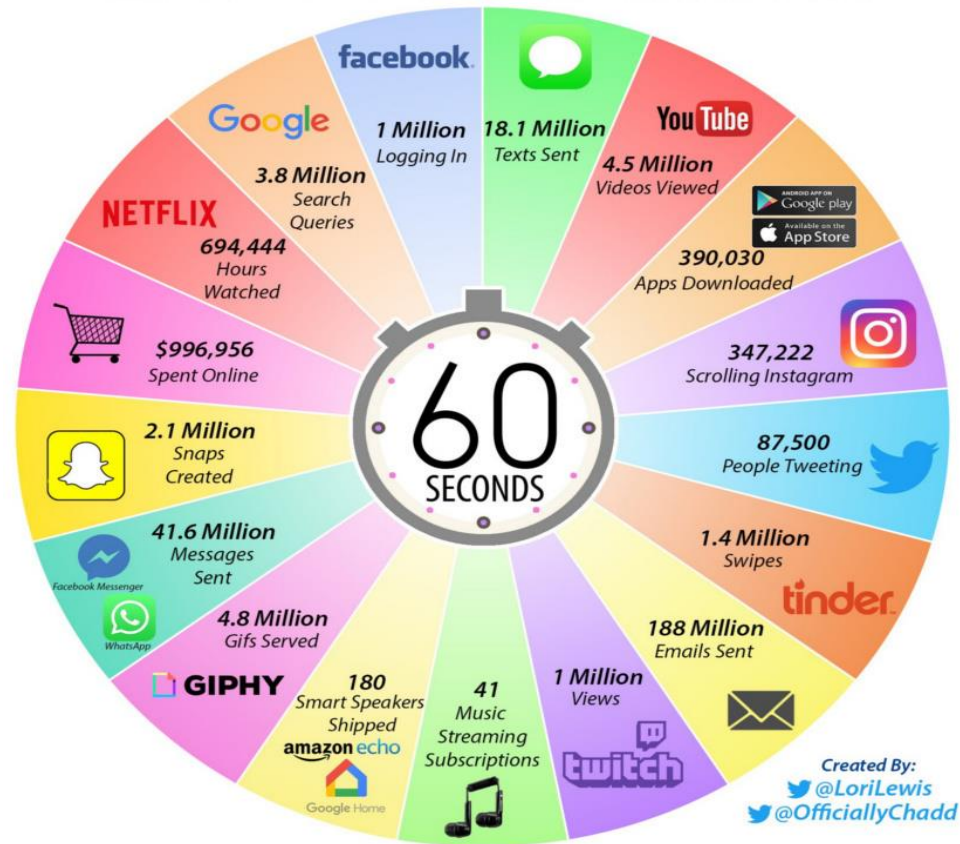 facebook
1 Million
Logging In
18.1 Million
Texts Sent
YouTube
4.5 Million
Videos Viewed
ANDROID APP ON
Google play
Available on the
App Store
390,030
Apps Downloaded
347,222
Scrolling Instagram
87,500
People Tweeting
1.4 Million
Swipes
tinder
188 Million
Emails Sent
1 Million
Views
twitch
41
Music
Streaming
Subscriptions
180
Smart Speakers
Shipped
amazon echo
Google Home
4.8 Million
Gifs Served
GIPHY
41.6 Million
Messages
Sent
Facebook Messenger
WhatsApp
2.1 Million
Snaps
Created
$996,956
Spent Online
NETFLIX
694,444
Hours
Watched
Google
3.8 Million
Search
Queries
60
SECONDS
Created By:
@LoriLewis
@OfficiallyChadd